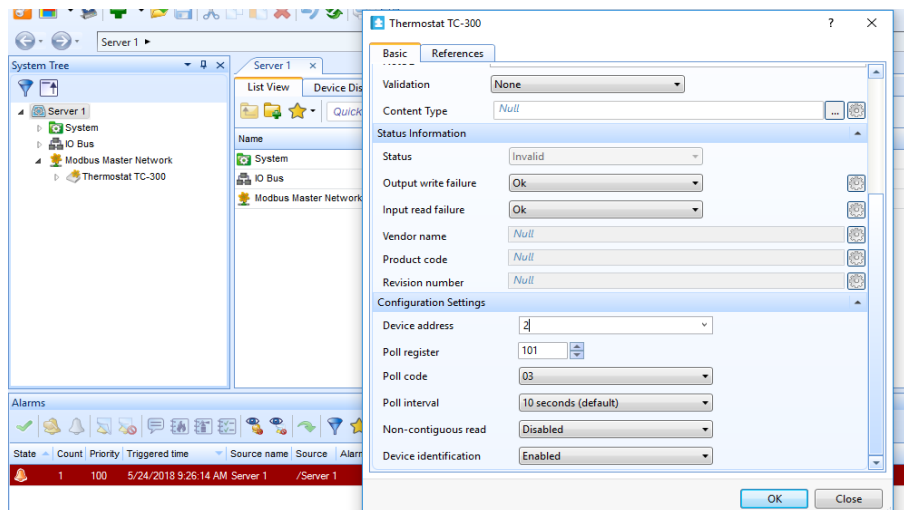 Thermostat TC-300
?
Server 1
Basic
References
System Tree
Server 1
Validation
None
List View
Device Dis
Content Type
Null
...
Server 1
Quick
Status Information
System
Name
Status
Invalid
IO Bus
System
Modbus Master Network
Output write failure
Ok
Thermostat TC-300
IO Bus
Modbus Master Network
Input read failure
Ok
Vendor name
Null
Product code
Null
Revision number
Null
Configuration Settings
Device address
2
Poll register
101
Poll code
03
Alarms
Poll interval
10 seconds (default)
Non-contiguous read
Disabled
State
Count
Priority
Triggered time
Source name
Source
Alarr
Device identification
Enabled
1
100
5/24/2018 9:26:14 AM
Server 1
/Server 1
OK
Close